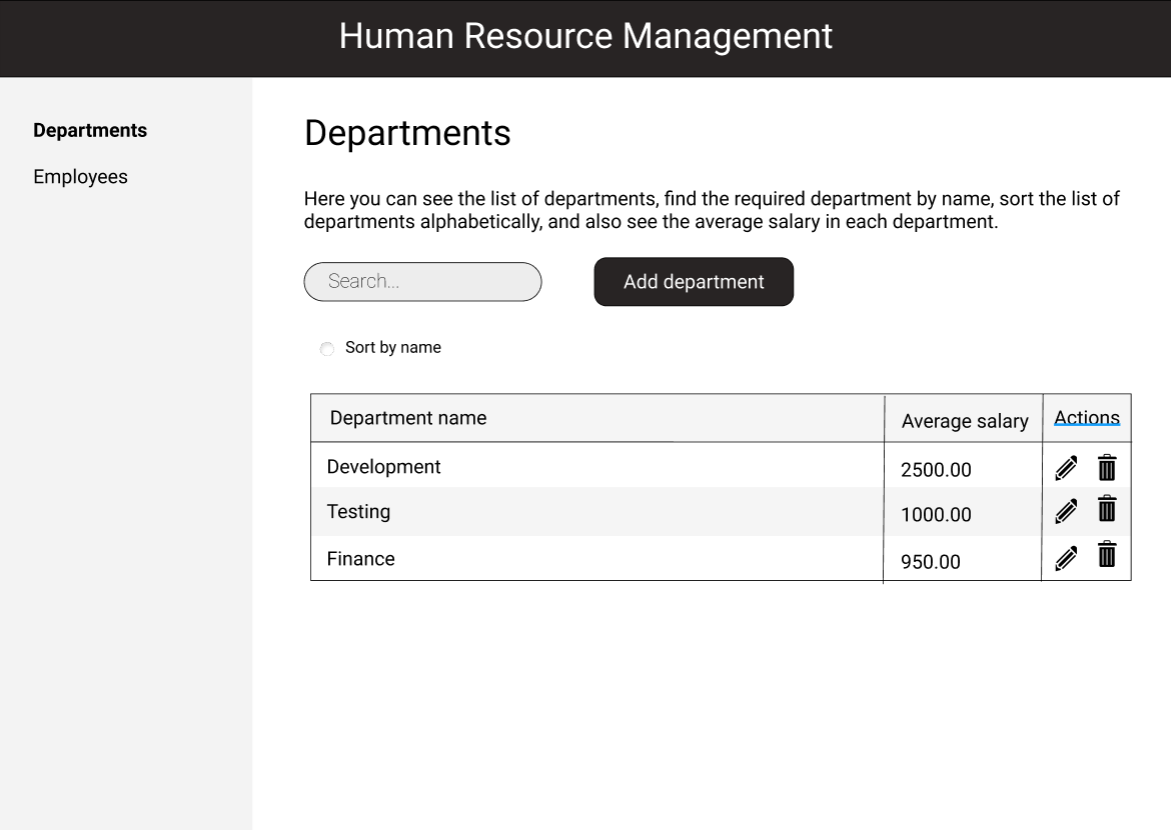 Human Resource Management
Departments
Employees
Departments
Here you can see the list of departments, find the required department by name, sort the list of
departments alphabetically, and also see the average salary in each department.
Search...
Add department
Sort by name
Department name Average salary Actions
Development 2500.00
Testing 1000.00
Finance 950.00